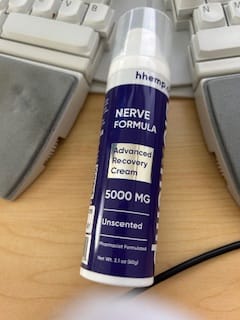 hhemp.
NERVE
FORMULA
Advanced
Recovery
Cream
5000 MG
Unscented
Pharmacist Formulated
Net Wt. 2.1 oz (60g)